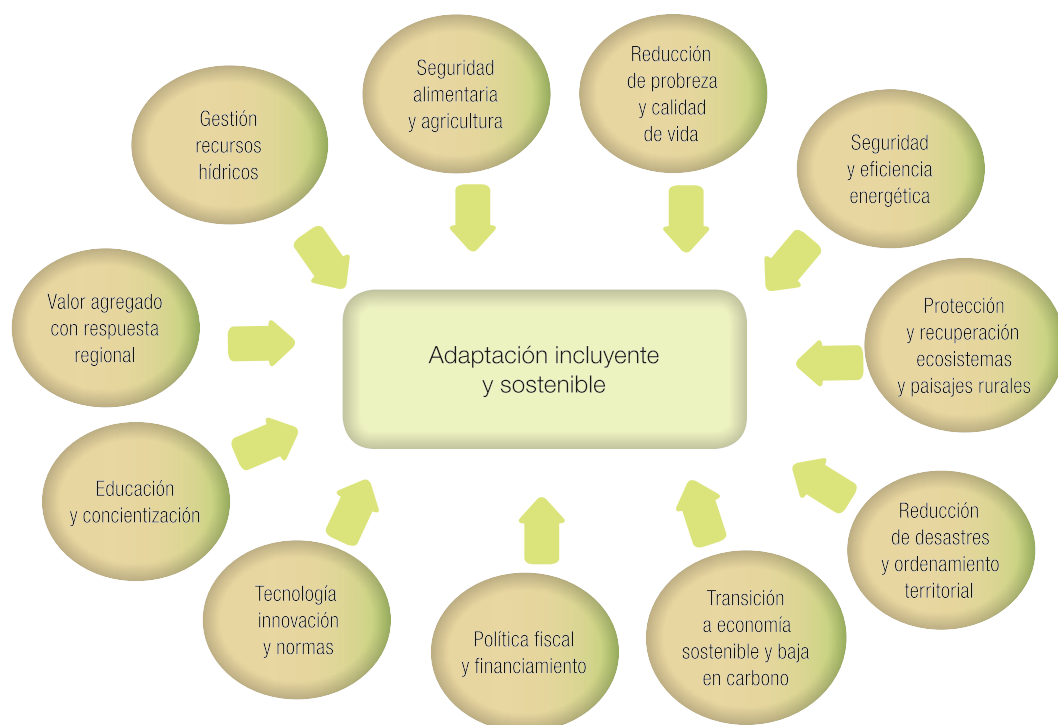 Reducción
de probreza
y calidad
de vida
Seguridad
alimentaria
y agricultura
Gestión
recursos
hídricos
Seguridad
y eficiencia
energética
Valor agregado
con respuesta
regional
Adaptación incluyente
y sostenible
Protección
y recuperación
ecosistemas
y paisajes rurales
Educación
y concientización
Reducción
de desastres
y ordenamiento
territorial
Tecnología
innovación
y normas
Política fiscal
y financiamiento
Transición
a economía
sostenible y baja
en carbono